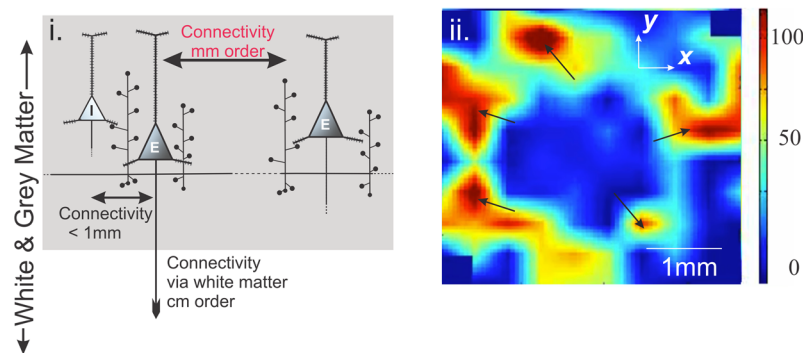 i.
White & Grey Matter
Connectivity
mm order
I
E
E
Connectivity
< 1mm
Connectivity
via white matter
cm order
ii.
y
x
1mm
100
50
0